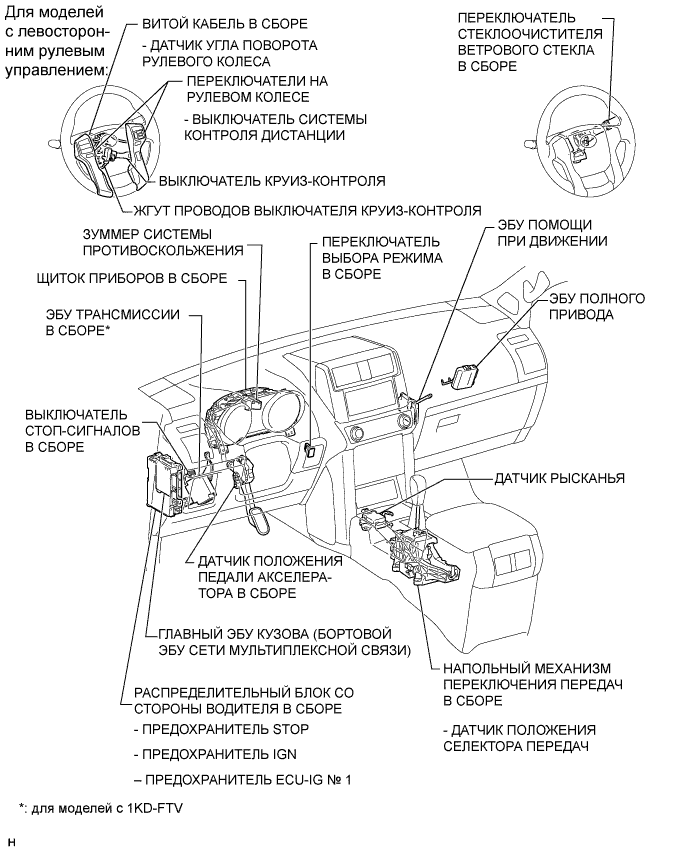 Для моделей
с левосторон-
ним рулевым
управлением:
ВИТОЙ КАБЕЛЬ В СБОРЕ
- ДАТЧИК УГЛА ПОВОРОТА
РУЛЕВОГО КОЛЕСА
ПЕРЕКЛЮЧАТЕЛИ НА
РУЛЕВОМ КОЛЕСЕ
- ВЫКЛЮЧАТЕЛЬ СИСТЕМЫ
КОНТРОЛЯ ДИСТАНЦИИ
ВЫКЛЮЧАТЕЛЬ КРУИЗ-КОНТРОЛЯ
ЖГУТ ПРОВОДОВ ВЫКЛЮЧАТЕЛЯ КРУИЗ-КОНТРОЛЯ
ПЕРЕКЛЮЧАТЕЛЬ
СТЕКЛООЧИСТИТЕЛЯ
ВЕТРОВОГО СТЕКЛА
В СБОРЕ
ЗУММЕР СИСТЕМЫ
ПРОТИВОСКОЛЬЖЕНИЯ
ПЕРЕКЛЮЧАТЕЛЬ
ВЫБОРА РЕЖИМА
В СБОРЕ
ЭБУ ПОМОЩИ
ПРИ ДВИЖЕНИИ
ЩИТОК ПРИБОРОВ В СБОРЕ
ЭБУ ПОЛНОГО
ПРИВОДА
ЭБУ ТРАНСМИССИИ
В СБОРЕ*
ВЫКЛЮЧАТЕЛЬ
СТОП-СИГНАЛОВ
В СБОРЕ
ДАТЧИК РЫСКАНЬЯ
ДАТЧИК ПОЛОЖЕНИЯ
ПЕДАЛИ АКСЕЛЕРА-
ТОРА В СБОРЕ
ГЛАВНЫЙ ЭБУ КУЗОВА (БОРТОВОЙ
ЭБУ СЕТИ МУЛЬТИПЛЕКСНОЙ СВЯЗИ)
НАПОЛЬНЫЙ МЕХАНИЗМ
ПЕРЕКЛЮЧЕНИЯ ПЕРЕДАЧ
В СБОРЕ
- ДАТЧИК ПОЛОЖЕНИЯ
СЕЛЕКТОРА ПЕРЕДАЧ
РАСПРЕДЕЛИТЕЛЬНЫЙ БЛОК СО
СТОРОНЫ ВОДИТЕЛЯ В СБОРЕ
- ПРЕДОХРАНИТЕЛЬ STOP
- ПРЕДОХРАНИТЕЛЬ IGN
– ПРЕДОХРАНИТЕЛЬ ECU-IG № 1
*: для моделей с 1KD-FTV
H